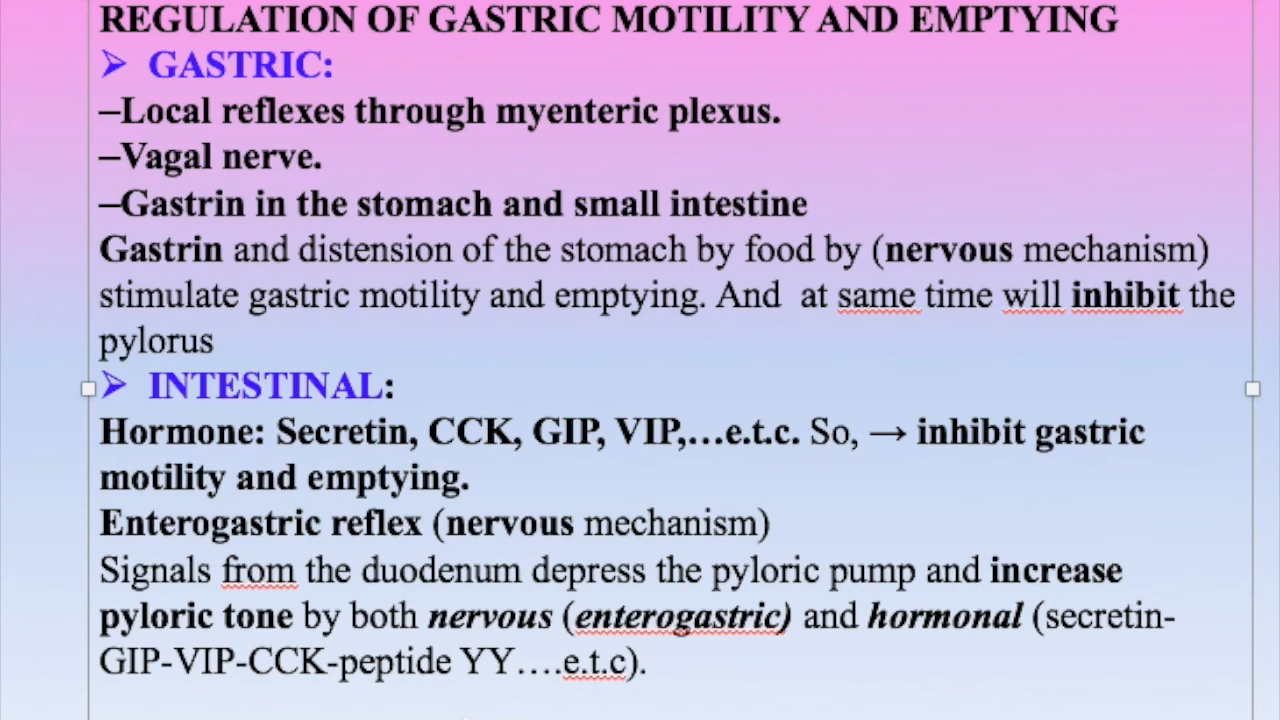 REGULATION OF GASTRIC MOTILITY AND EMPTYING
➢ GASTRIC:
–Local reflexes through myenteric plexus.
–Vagal nerve.
–Gastrin in the stomach and small intestine
Gastrin and distension of the stomach by food by (nervous mechanism)
stimulate gastric motility and emptying. And  at same time will inhibit the
pylorus
➢ INTESTINAL:
Hormone: Secretin, CCK, GIP, VIP,…e.t.c. So, → inhibit gastric
motility and emptying.
Enterogastric reflex (nervous mechanism)
Signals from the duodenum depress the pyloric pump and increase
pyloric tone by both nervous (enterogastric) and hormonal (secretin-
GIP-VIP-CCK-peptide YY….e.t.c).